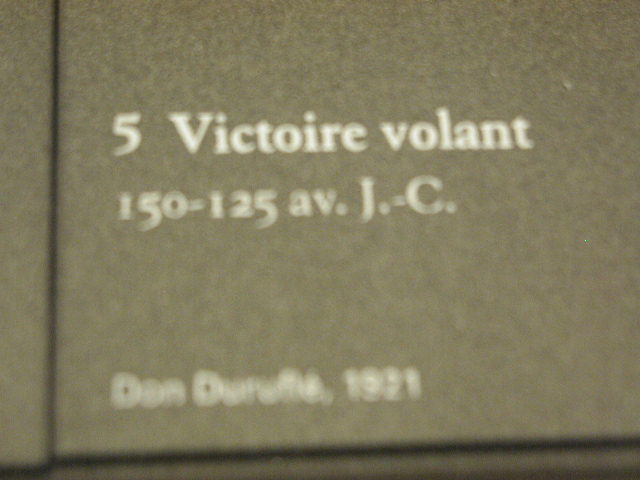 5 Victoire volant
150-125 av. J.-C.
Don Duruflé, 1921